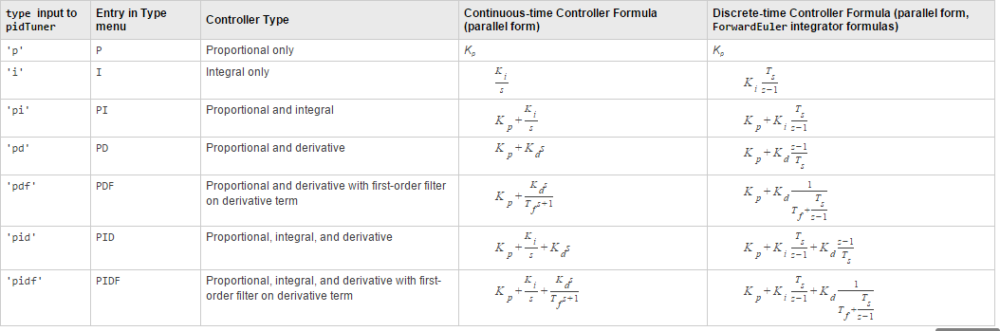 type input to pidTuner | Entry in Type menu | Controller Type | Continuous-time Controller Formula (parallel form) | Discrete-time Controller Formula (parallel form, ForwardEuler integrator formulas)
'p' | P | Proportional only | K_p | K_p
'i' | I | Integral only | \frac{K_i}{s} | K_i \frac{T_s}{z-1}
'pi' | PI | Proportional and integral | K_p + \frac{K_i}{s} | K_p + K_i \frac{T_s}{z-1}
'pd' | PD | Proportional and derivative | K_p + K_d s | K_p + K_d \frac{z-1}{T_s}
'pdf' | PDF | Proportional and derivative with first-order filter on derivative term | K_p + \frac{K_d s}{T_f s+1} | K_p + K_d \frac{1}{T_f + \frac{T_s}{z-1}}
'pid' | PID | Proportional, integral, and derivative | K_p + \frac{K_i}{s} + K_d s | K_p + K_i \frac{T_s}{z-1} + K_d \frac{z-1}{T_s}
'pidf' | PIDF | Proportional, integral, and derivative with first-order filter on derivative term | K_p + \frac{K_i}{s} + \frac{K_d s}{T_f s+1} | K_p + K_i \frac{T_s}{z-1} + K_d \frac{1}{T_f + \frac{T_s}{z-1}}